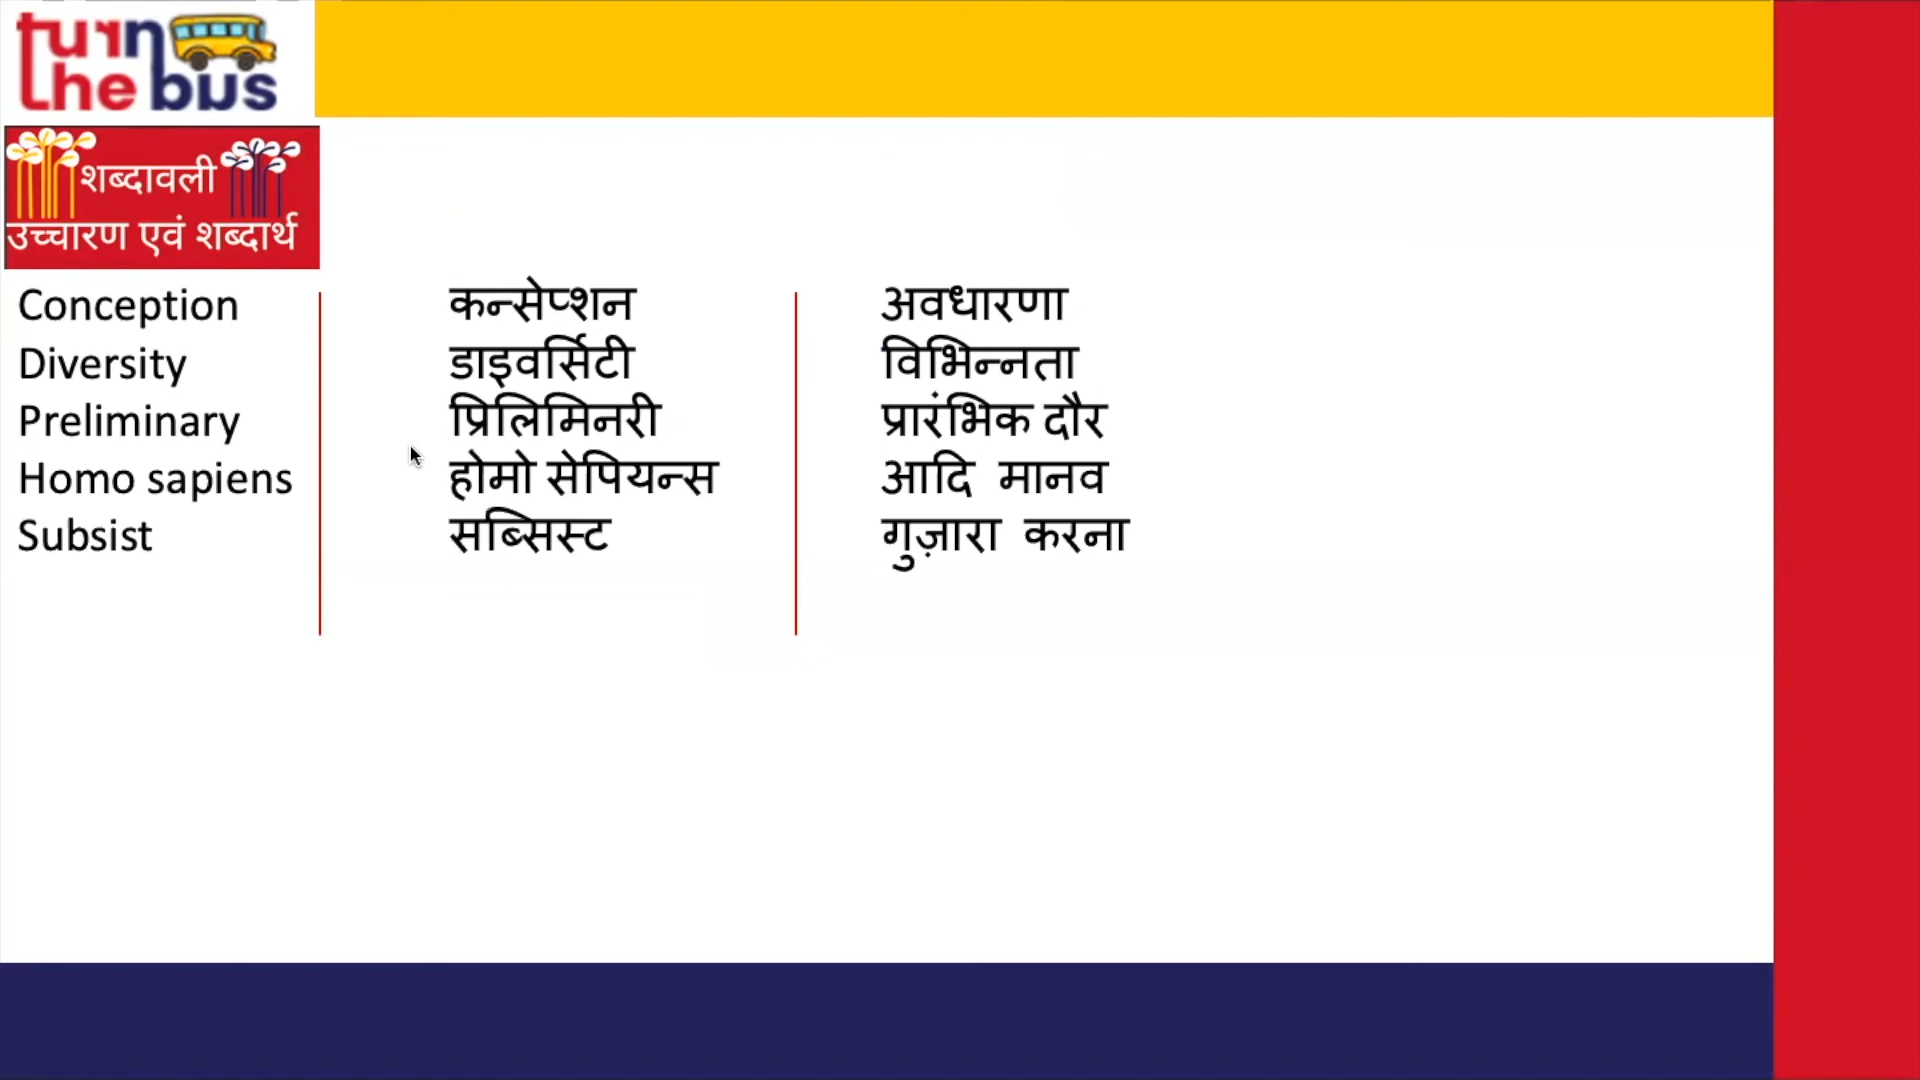 turn
the bus
शब्दावली
उच्चारण एवं शब्दार्थ
Conception कन्सेप्शन अवधारणा
Diversity डाइवर्सिटी विभिन्नता
Preliminary प्रिलिमिनरी प्रारंभिक दौर
Homo sapiens होमो सेपियन्स आदि मानव
Subsist सब्सिस्ट गुज़ारा करना